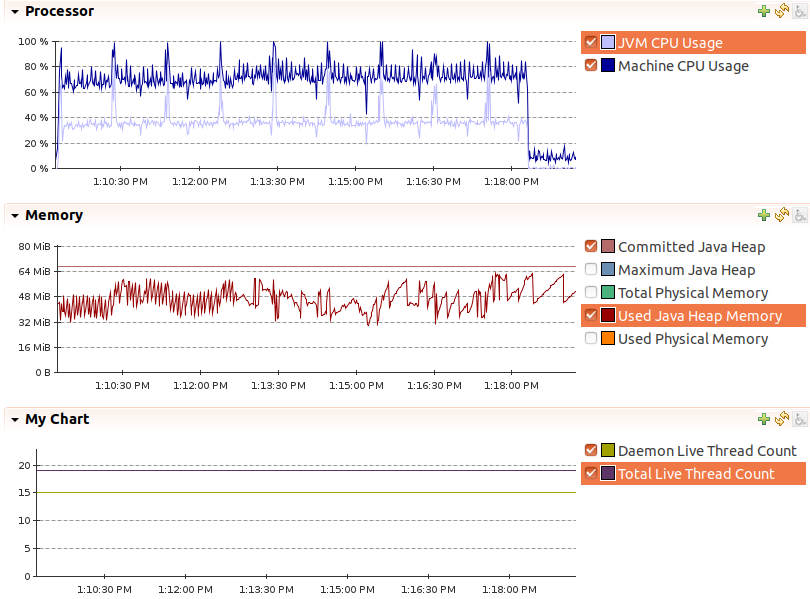 Processor
100 %
80 %
60 %
40 %
20 %
0 %
1:10:30 PM 1:12:00 PM 1:13:30 PM 1:15:00 PM 1:16:30 PM 1:18:00 PM
JVM CPU Usage
Machine CPU Usage
Memory
80 MiB
64 MiB
48 MiB
32 MiB
16 MiB
0 B
1:10:30 PM 1:12:00 PM 1:13:30 PM 1:15:00 PM 1:16:30 PM 1:18:00 PM
Committed Java Heap
Maximum Java Heap
Total Physical Memory
Used Java Heap Memory
Used Physical Memory
My Chart
20
15
10
5
0
1:10:30 PM 1:12:00 PM 1:13:30 PM 1:15:00 PM 1:16:30 PM 1:18:00 PM
Daemon Live Thread Count
Total Live Thread Count